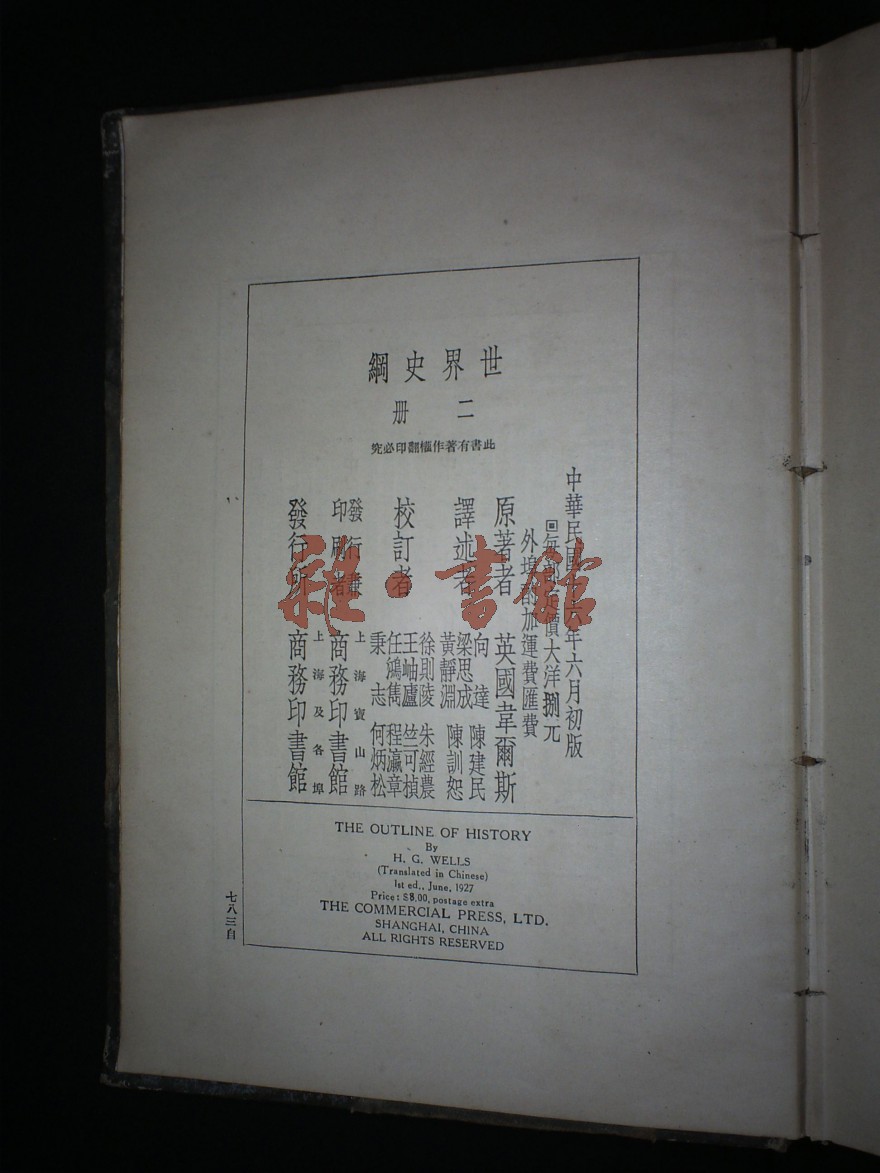 世界史綱
二冊
此書有著作權翻印必究
中華民國十六年六月初版
回每部定價大洋捌元
外埠酌加運費匯費
原著者 英國韋爾斯
譯述者 向達 陳建民
梁思成 陳訓恕
黃靜淵
校訂者 徐則陵 朱經農
王岫廬 竺可楨
任鴻雋 程瀛章
秉志 何炳松
發行兼印刷者 上海寶山路 商務印書館
發行所 上海及各埠 商務印書館
THE OUTLINE OF HISTORY
By
H. G. WELLS
(Translated in Chinese)
1st ed., June, 1927
Price: $8.00, postage extra
THE COMMERCIAL PRESS, LTD.
SHANGHAI, CHINA
ALL RIGHTS RESERVED
七八三自
雜·書館